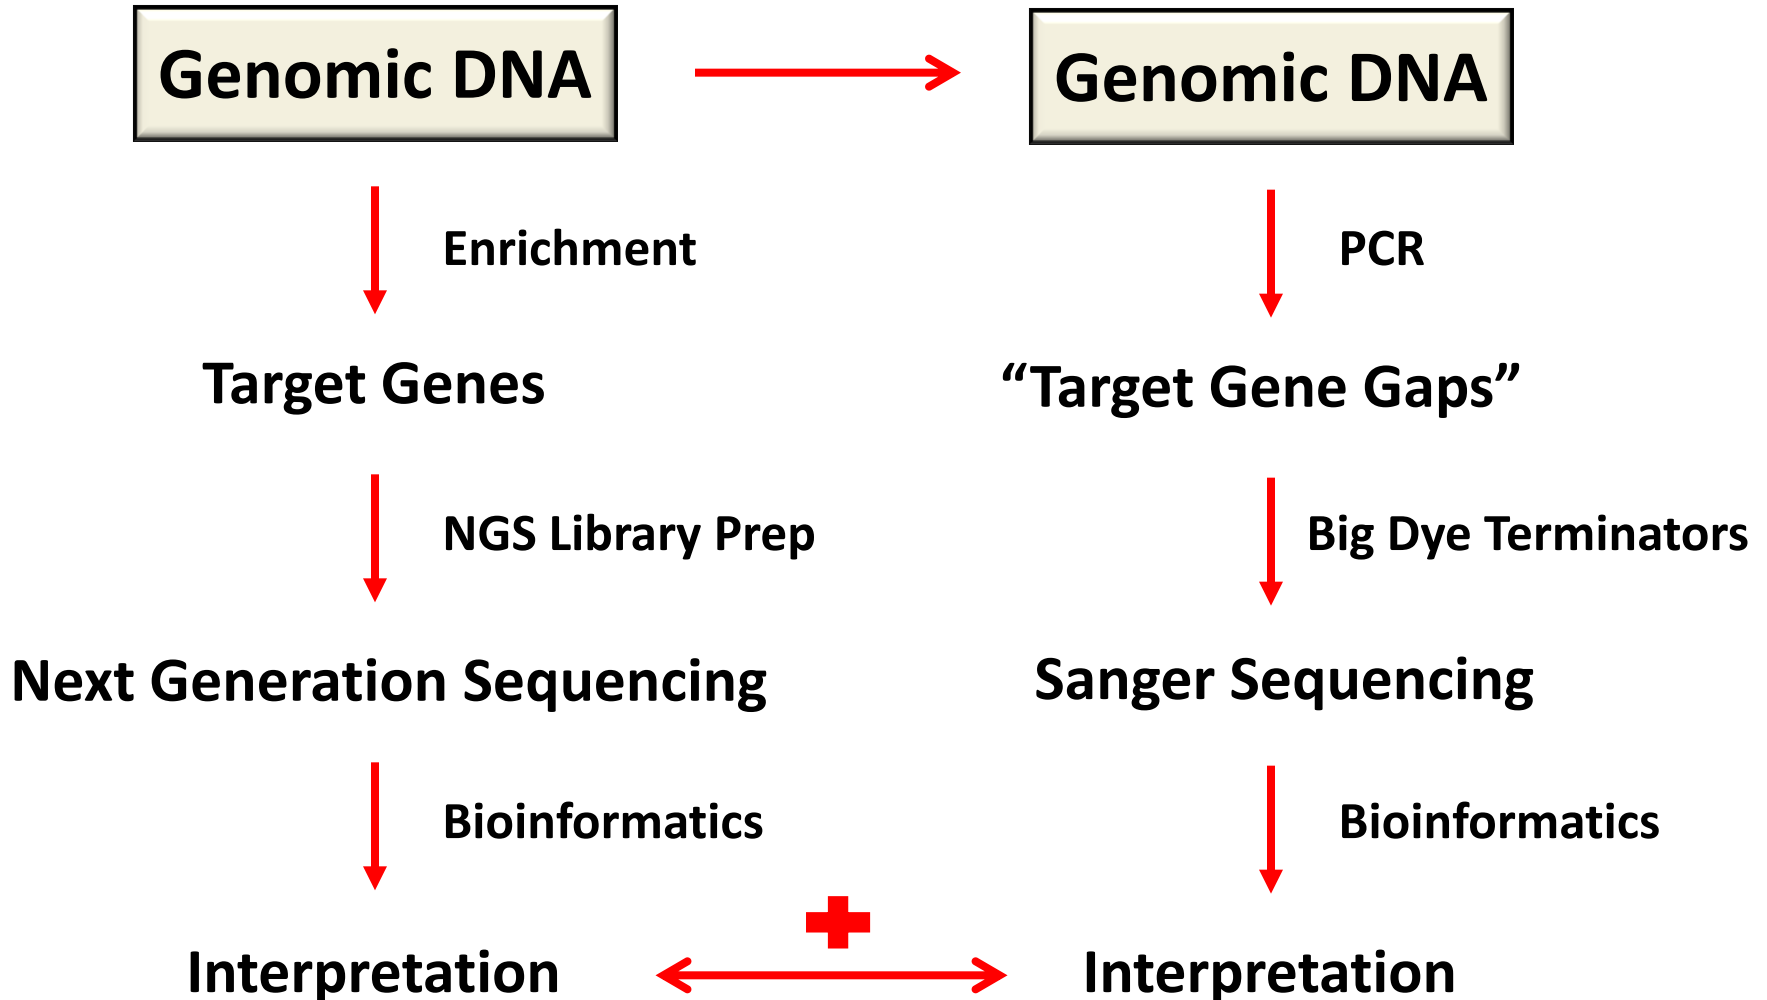 Genomic DNA
Genomic DNA
Enrichment
PCR
Target Genes
“Target Gene Gaps”
NGS Library Prep
Big Dye Terminators
Next Generation Sequencing
Sanger Sequencing
Bioinformatics
Bioinformatics
Interpretation
Interpretation